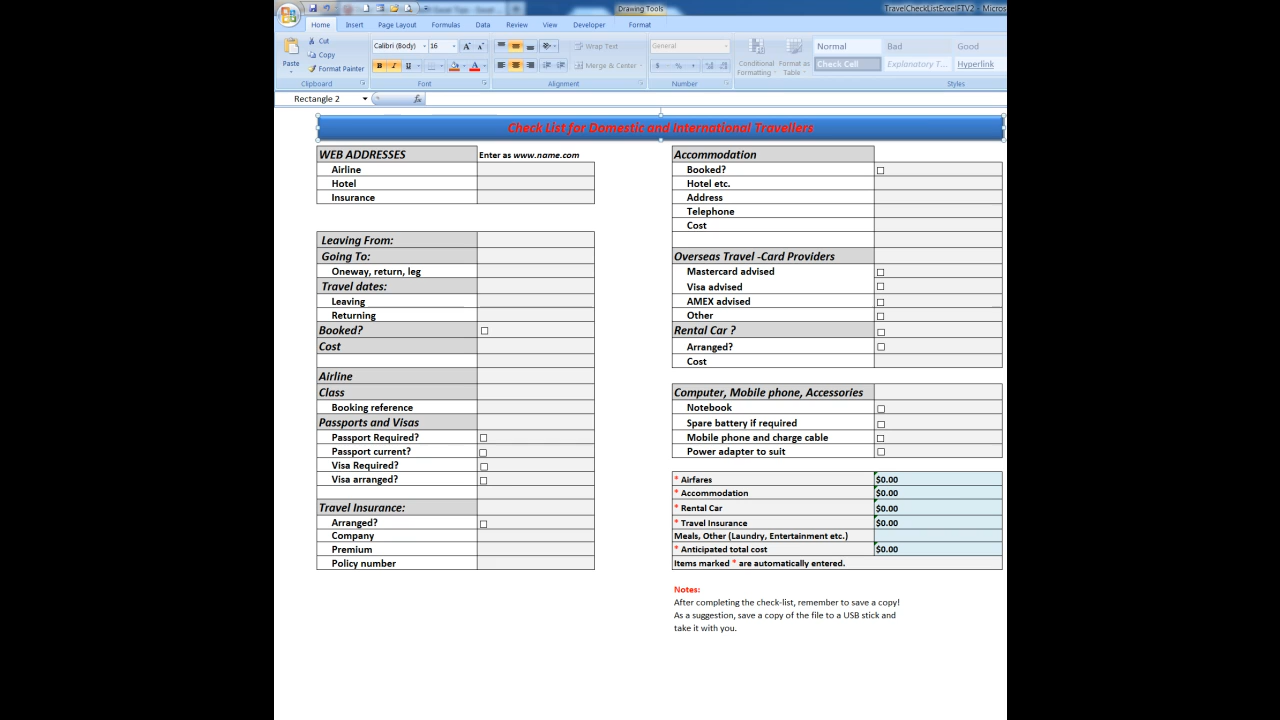 Drawing Tools
TravelCheckListExcelF1V2 - Micros
Home Insert Page Layout Formulas Data Review View Developer Format
Paste
Cut
Copy
Format Painter
Calibri (Body) 16
B I U
Wrap Text
Merge & Center
General
$ % ,
Conditional Formatting
Format as Table
Normal Bad Good
Check Cell Explanatory T... Hyperlink
Clipboard Font Alignment Number Styles
Rectangle 2 fx
Check List for Domestic and International Travellers
WEB ADDRESSES Enter as www.name.com
Airline
Hotel
Insurance
Leaving From:
Going To:
Oneway, return, leg
Travel dates:
Leaving
Returning
Booked?
Cost
Airline
Class
Booking reference
Passports and Visas
Passport Required?
Passport current?
Visa Required?
Visa arranged?
Travel Insurance:
Arranged?
Company
Premium
Policy number
Accommodation
Booked?
Hotel etc.
Address
Telephone
Cost
Overseas Travel -Card Providers
Mastercard advised
Visa advised
AMEX advised
Other
Rental Car ?
Arranged?
Cost
Computer, Mobile phone, Accessories
Notebook
Spare battery if required
Mobile phone and charge cable
Power adapter to suit
* Airfares $0.00
* Accommodation $0.00
* Rental Car $0.00
* Travel Insurance $0.00
Meals, Other (Laundry, Entertainment etc.)
* Anticipated total cost $0.00
Items marked * are automatically entered.
Notes:
After completing the check-list, remember to save a copy!
As a suggestion, save a copy of the file to a USB stick and
take it with you.